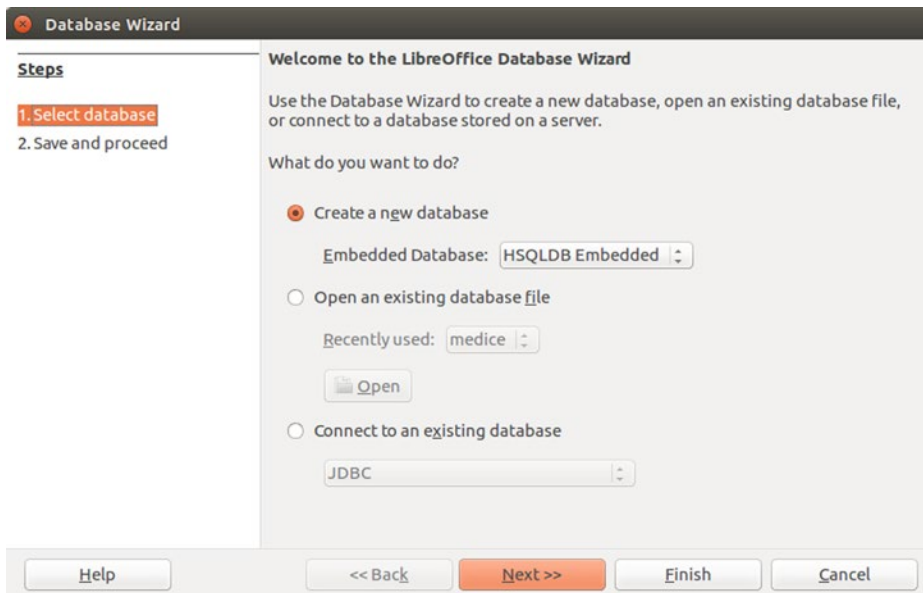 Database Wizard
Steps
1. Select database
2. Save and proceed
Welcome to the LibreOffice Database Wizard
Use the Database Wizard to create a new database, open an existing database file,
or connect to a database stored on a server.
What do you want to do?
Create a new database
Embedded Database: HSQLDB Embedded
Open an existing database file
Recently used: medice
Open
Connect to an existing database
JDBC
Help << Back Next >> Finish Cancel